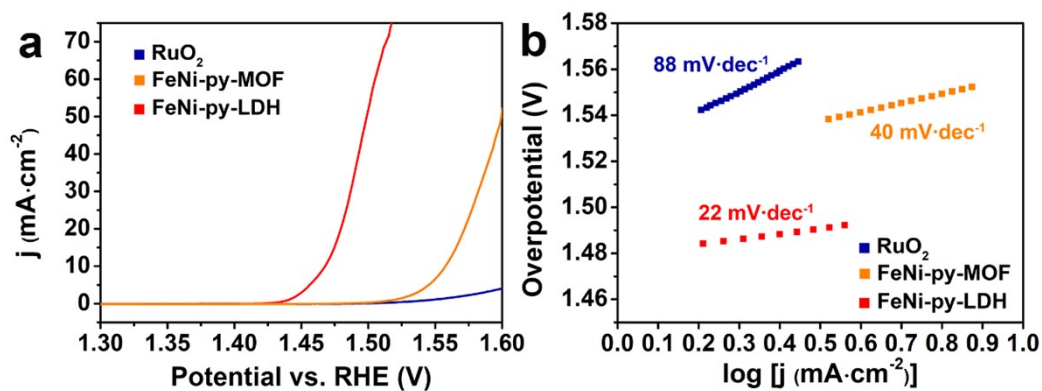 a
75
70
60
50
40
30
20
10
0
j (mA·cm⁻²)
RuO₂
FeNi-py-MOF
FeNi-py-LDH
1.30 1.35 1.40 1.45 1.50 1.55 1.60
Potential vs. RHE (V)
b
1.56
1.54
1.50
1.48
1.46
Overpotential (V)
88 mV·dec⁻¹
40 mV·dec⁻¹
22 mV·dec⁻¹
RuO₂
FeNi-py-MOF
FeNi-py-LDH
0.0 0.1 0.2 0.3 0.4 0.5 0.6 0.7 0.8 0.9 1.0
log [j (mA·cm⁻²)]